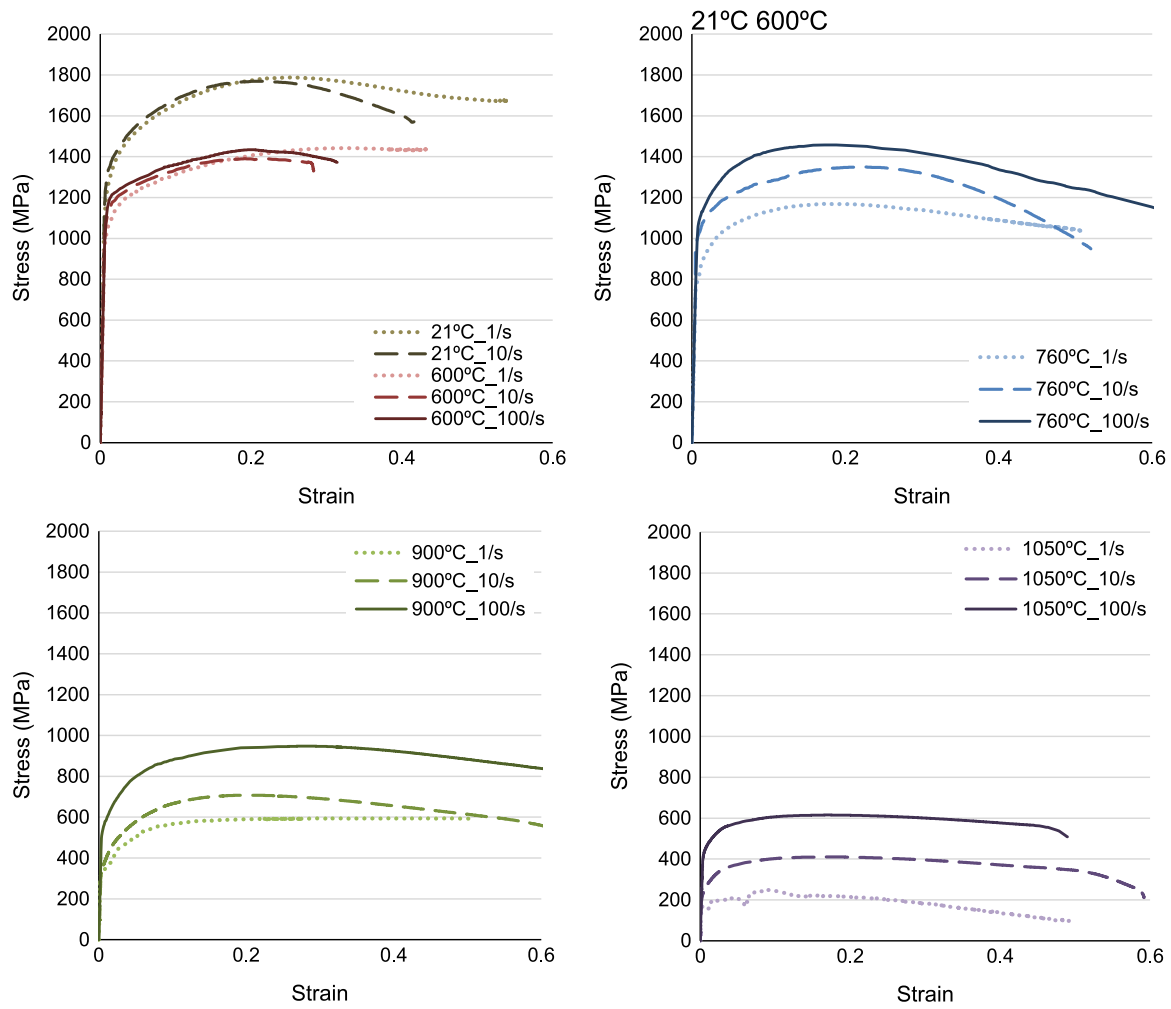 21ºC 600ºC
2000
1800
1600
1400
1200
1000
800
600
400
200
0
Stress (MPa)
21ºC_1/s
21ºC_10/s
600ºC_1/s
600ºC_10/s
600ºC_100/s
0 0.2 0.4 0.6
Strain
2000
1800
1600
1400
1200
1000
800
600
400
200
0
Stress (MPa)
760ºC_1/s
760ºC_10/s
760ºC_100/s
0 0.2 0.4 0.6
Strain
2000
1800
1600
1400
1200
1000
800
600
400
200
0
Stress (MPa)
900ºC_1/s
900ºC_10/s
900ºC_100/s
0 0.2 0.4 0.6
Strain
2000
1800
1600
1400
1200
1000
800
600
400
200
0
Stress (MPa)
1050ºC_1/s
1050ºC_10/s
1050ºC_100/s
0 0.2 0.4 0.6
Strain